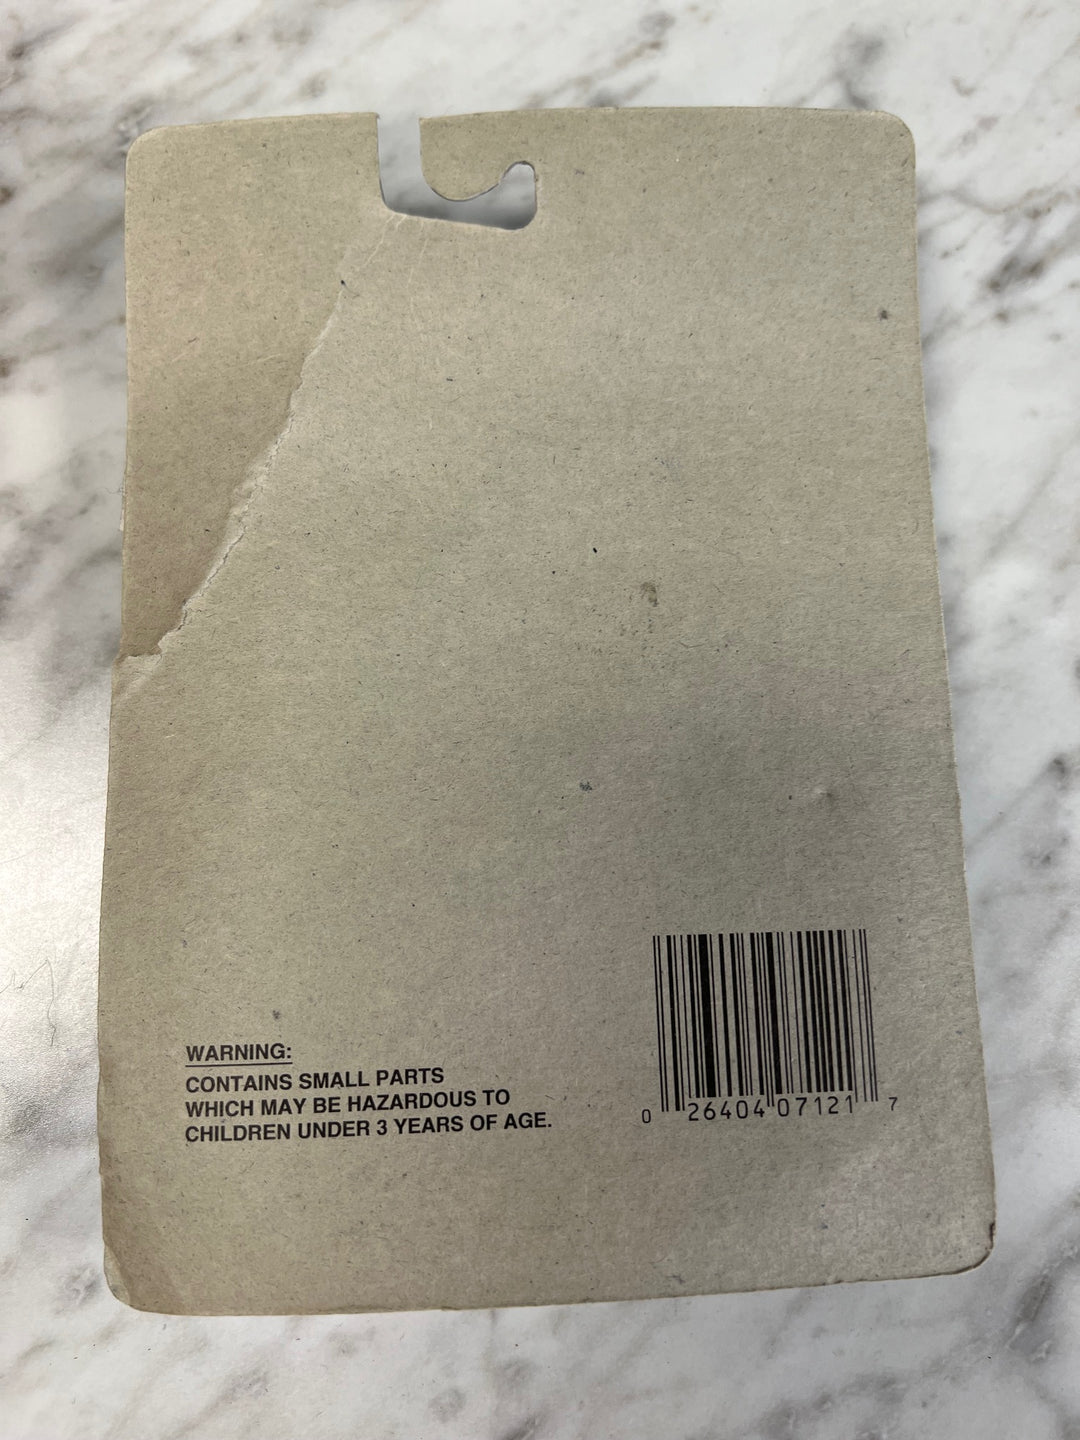 WARNING:
CONTAINS SMALL PARTS
WHICH MAY BE HAZARDOUS TO
CHILDREN UNDER 3 YEARS OF AGE.
0 26404 07121 7